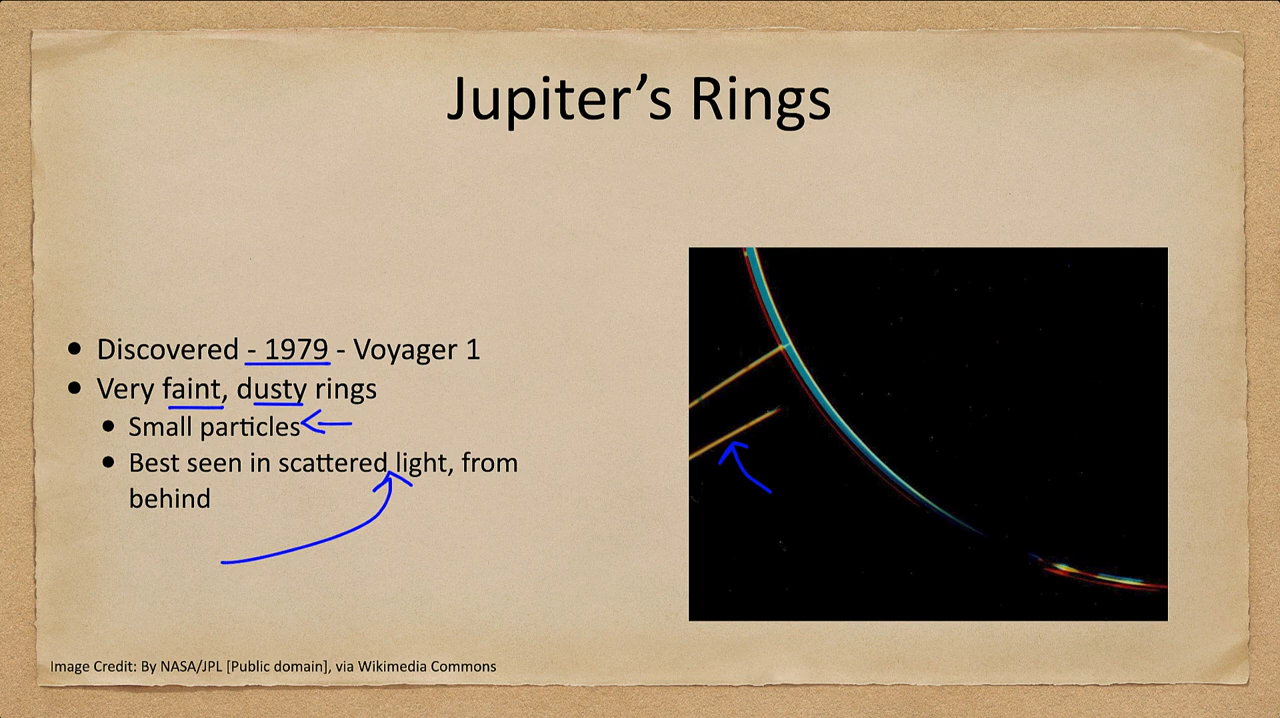 Jupiter’s Rings
• Discovered - 1979 - Voyager 1
• Very faint, dusty rings
• Small particles
• Best seen in scattered light, from
behind
Image Credit: By NASA/JPL [Public domain], via Wikimedia Commons